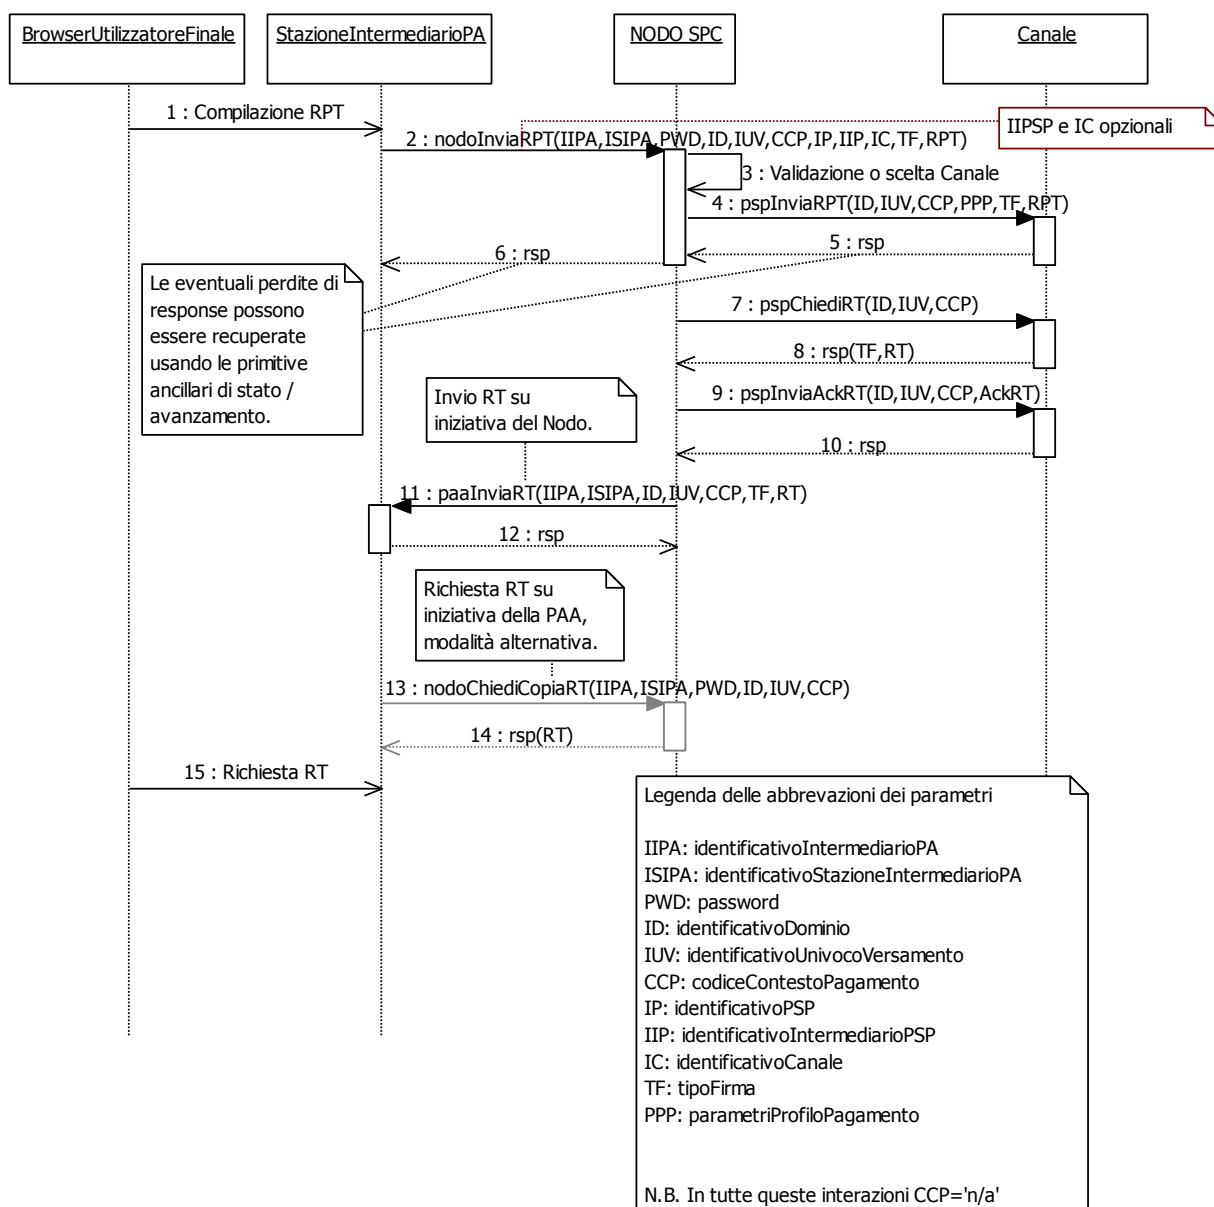 BrowserUtilizzatoreFinale
StazioneIntermediarioPA
NODO SPC
Canale
1 : Compilazione RPT
IIPSP e IC opzionali
2 : nodoInviaRPT(IIPA,ISIPA,PWD,ID,IUV,CCP,IP,IIP,IC,TF,RPT)
3 : Validazione o scelta Canale
4 : pspInviaRPT(ID,IUV,CCP,PPP,TF,RPT)
5 : rsp
6 : rsp
Le eventuali perdite di
response possono
essere recuperate
usando le primitive
ancillari di stato /
avanzamento.
7 : pspChiediRT(ID,IUV,CCP)
8 : rsp(TF,RT)
9 : pspInviaAckRT(ID,IUV,CCP,AckRT)
10 : rsp
Invio RT su
iniziativa del Nodo.
11 : paaInviaRT(IIPA,ISIPA,ID,IUV,CCP,TF,RT)
12 : rsp
Richiesta RT su
iniziativa della PAA,
modalità alternativa.
13 : nodoChiediCopiaRT(IIPA,ISIPA,PWD,ID,IUV,CCP)
14 : rsp(RT)
15 : Richiesta RT
Legenda delle abbrevazioni dei parametri
IIPA: identificativoIntermediarioPA
ISIPA: identificativoStazioneIntermediarioPA
PWD: password
ID: identificativoDominio
IUV: identificativoUnivocoVersamento
CCP: codiceContestoPagamento
IP: identificativoPSP
IIP: identificativoIntermediarioPSP
IC: identificativoCanale
TF: tipoFirma
PPP: parametriProfiloPagamento
N.B. In tutte queste interazioni CCP='n/a'